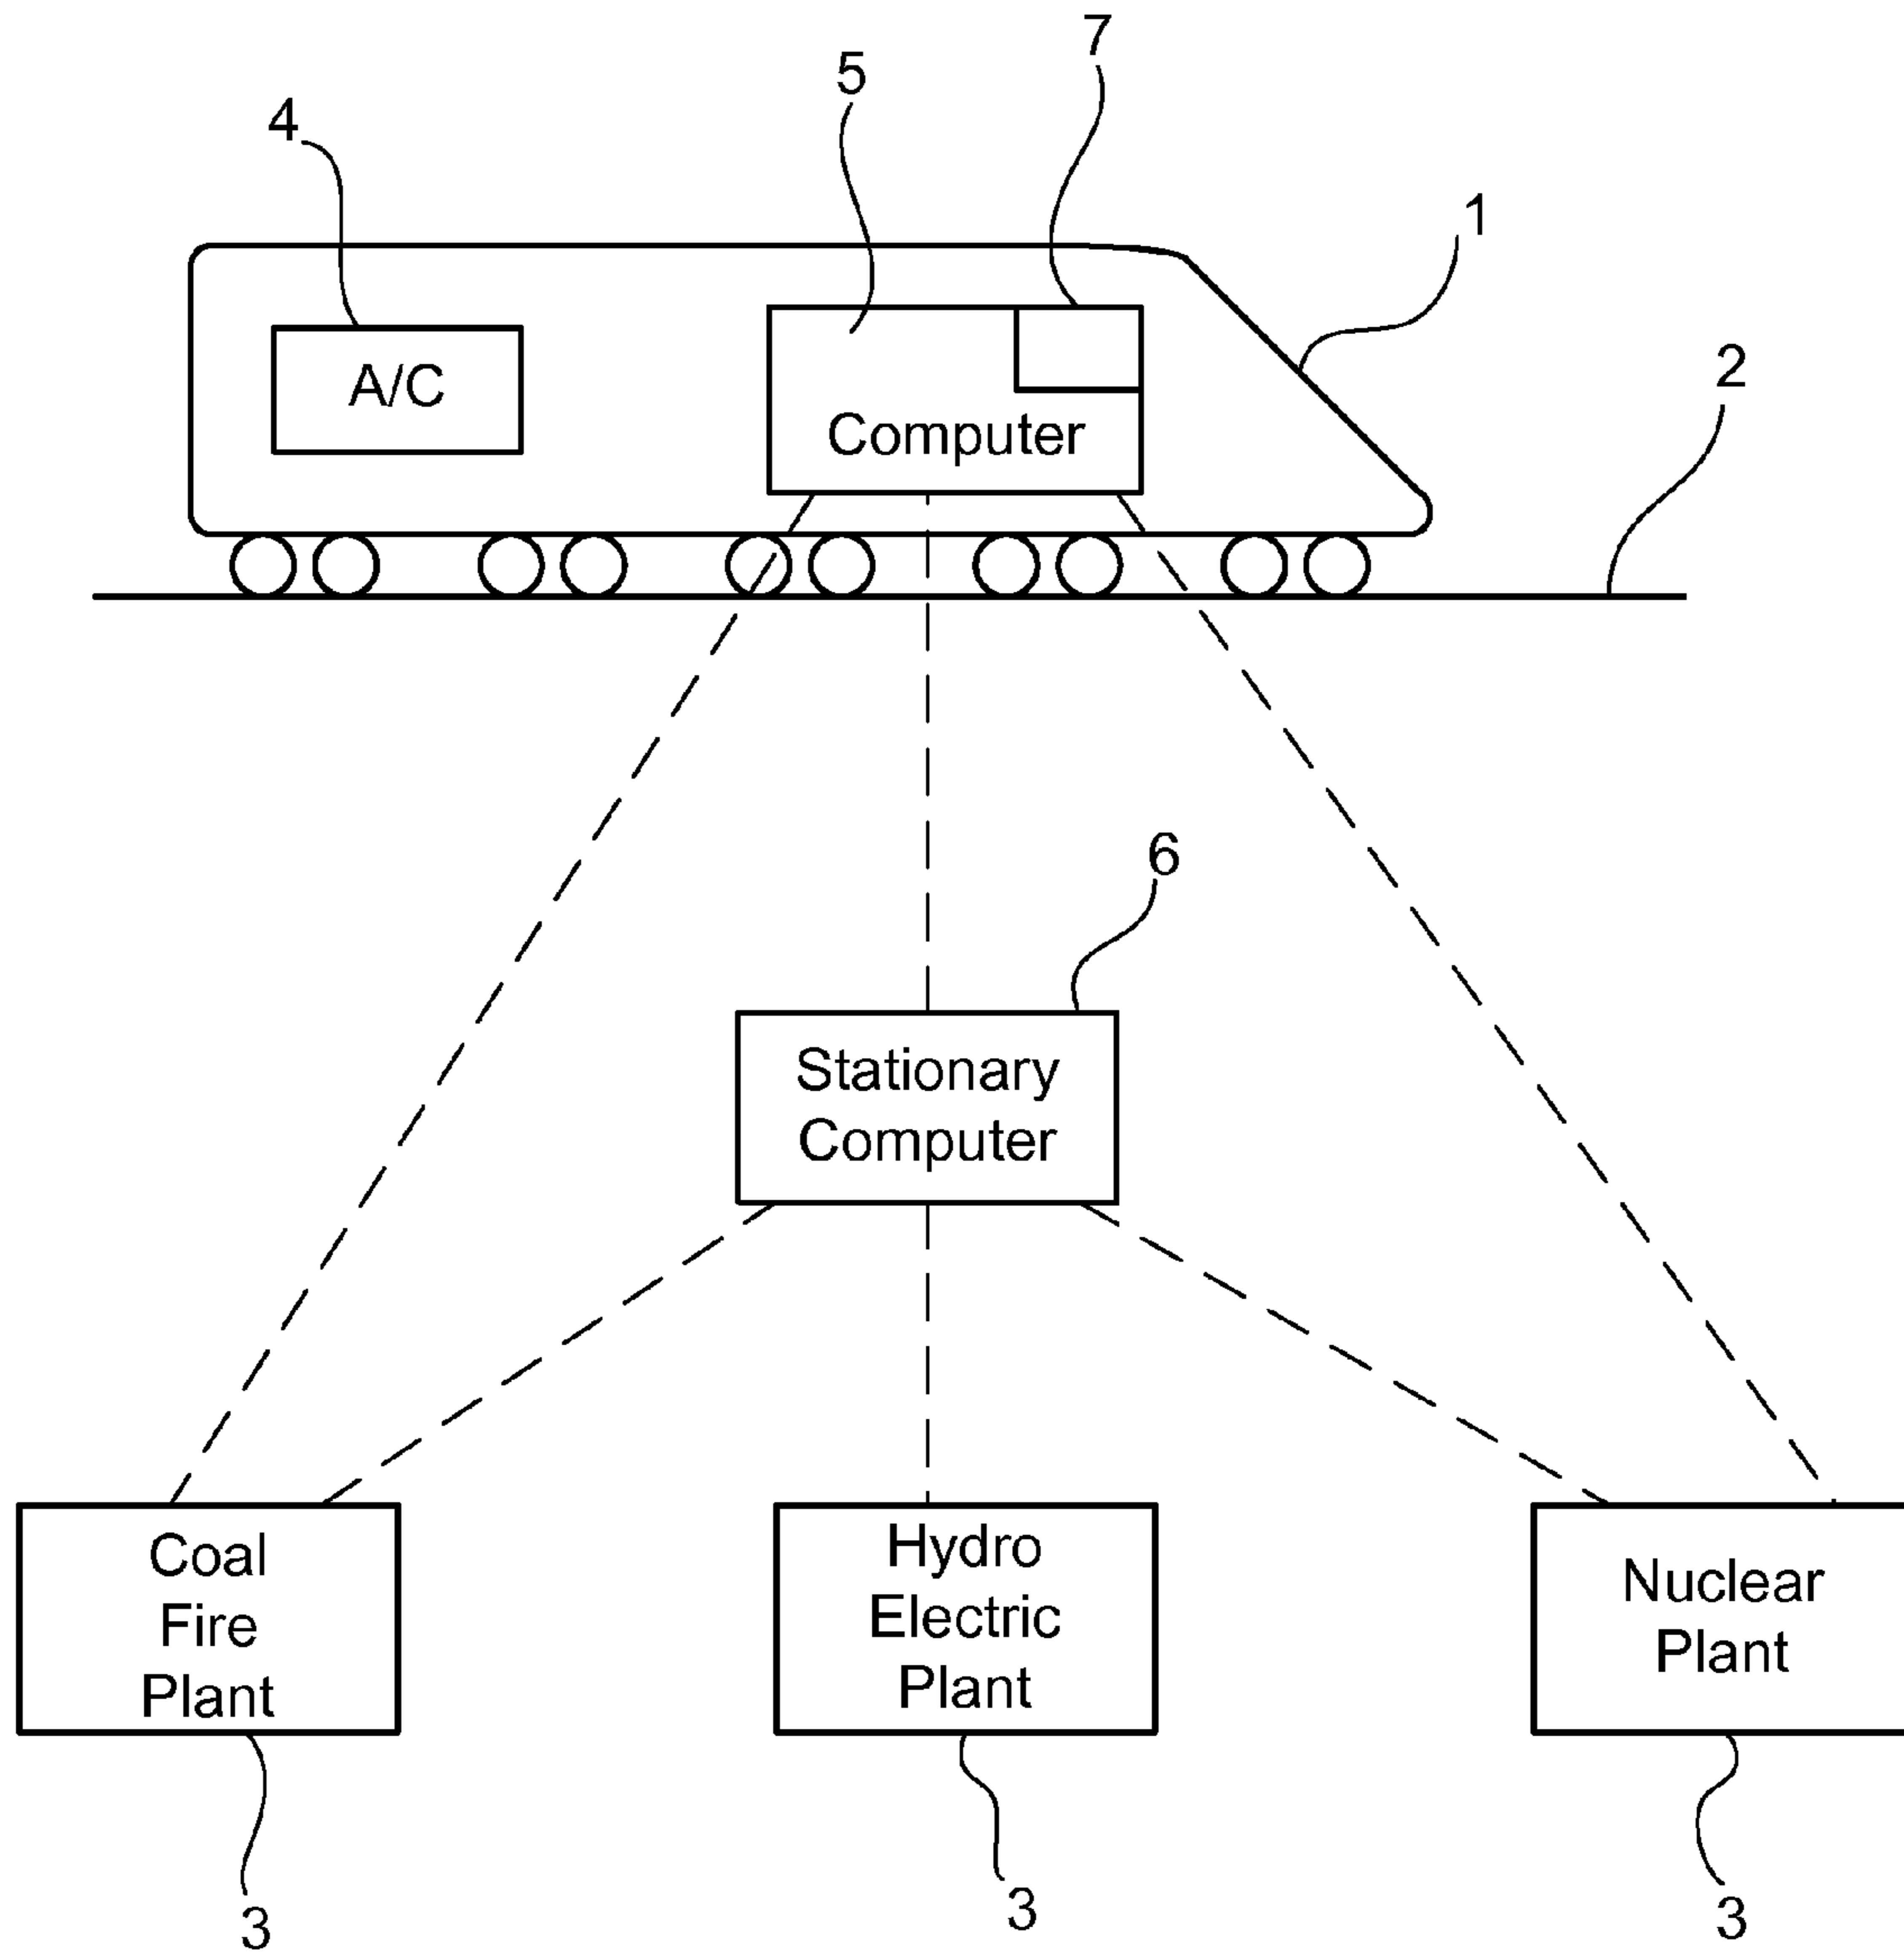 7
5
4
1
A/C
2
Computer
6
Stationary
Computer
Coal
Fire
Plant
Hydro
Electric
Plant
Nuclear
Plant
3
3
3